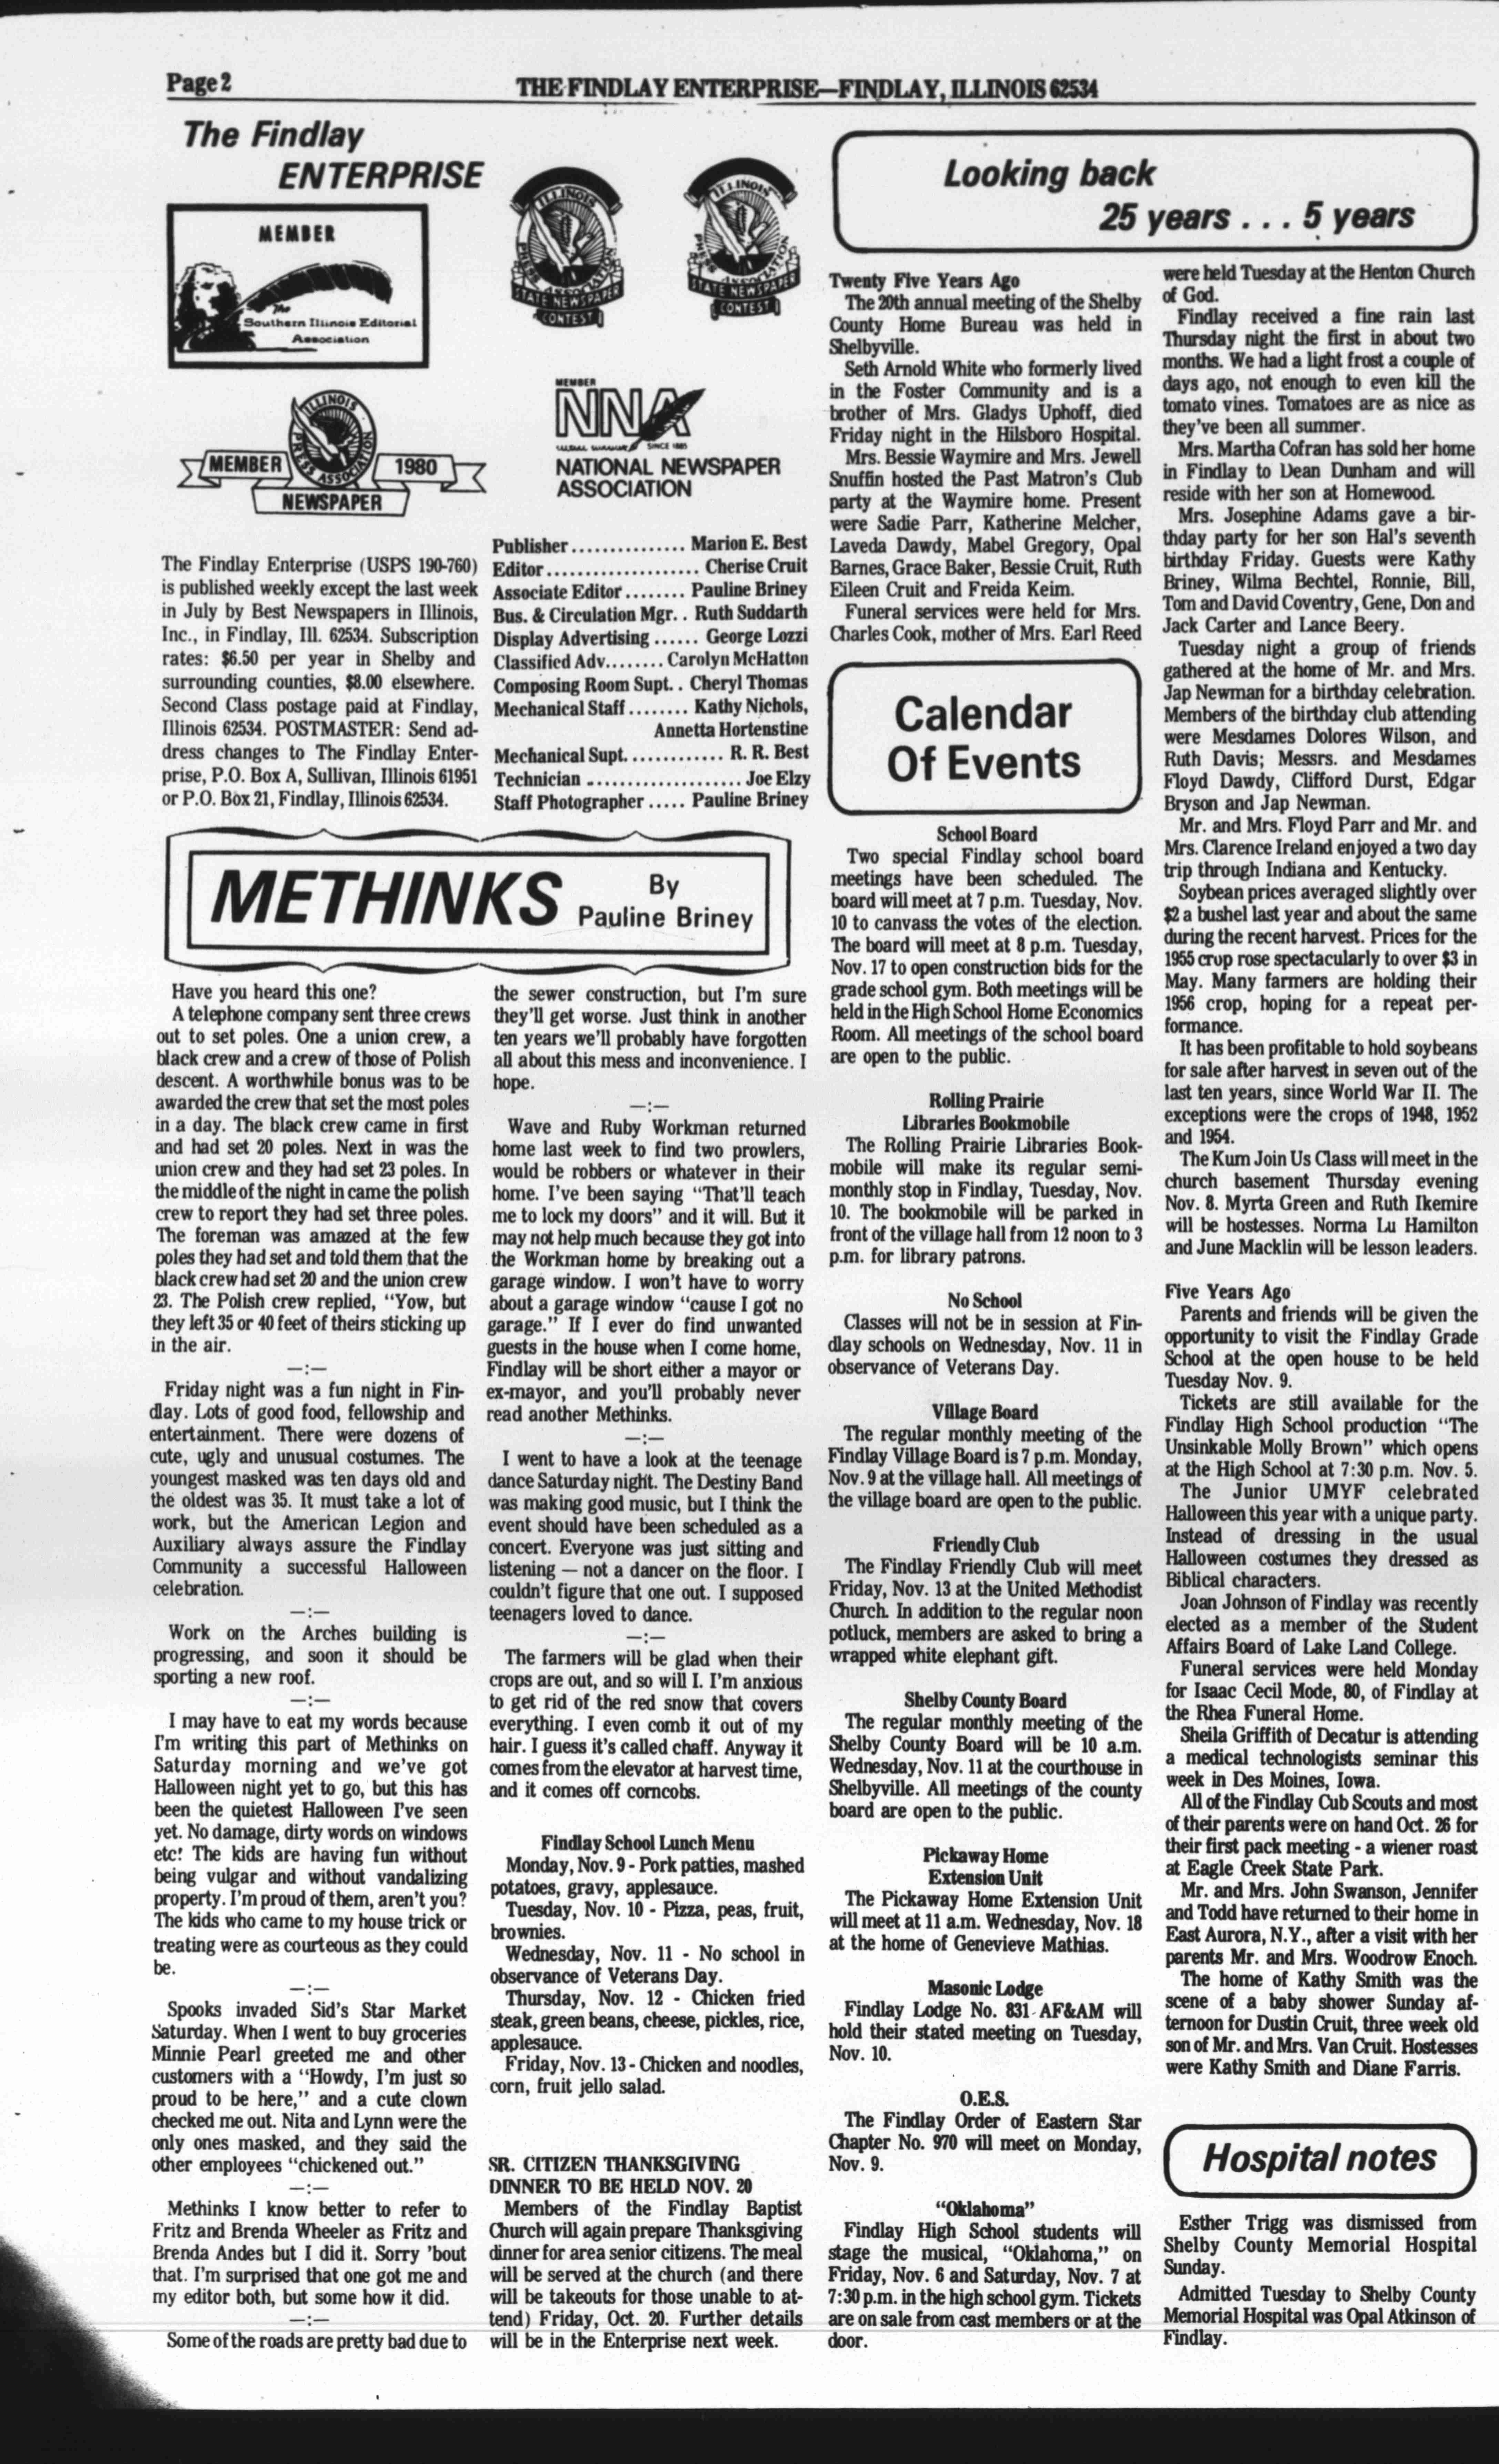 Page 2
THE FINDLAY ENTERPRISE—FINDLAY, ILLINOIS 62534
The Findlay
ENTERPRISE
MEMBER
The
Southern Illinois Editorial
Association
ILLINOIS
PRESS ASSOCIATION
STATE NEWSPAPER
CONTEST
ILLINOIS
PRESS ASSOCIATION
STATE NEWSPAPER
CONTEST
ILLINOIS
PRESS ASSOCIATION
MEMBER
1980
NEWSPAPER
MEMBER
NNA
SINCE 1885
NATIONAL NEWSPAPER
ASSOCIATION
The Findlay Enterprise (USPS 190-760)
is published weekly except the last week
in July by Best Newspapers in Illinois,
Inc., in Findlay, Ill. 62534. Subscription
rates: $6.50 per year in Shelby and
surrounding counties, $8.00 elsewhere.
Second Class postage paid at Findlay,
Illinois 62534. POSTMASTER: Send ad-
dress changes to The Findlay Enter-
prise, P.O. Box A, Sullivan, Illinois 61951
or P.O. Box 21, Findlay, Illinois 62534.
Publisher ............... Marion E. Best
Editor .................... Cherise Cruit
Associate Editor ........ Pauline Briney
Bus. & Circulation Mgr. . Ruth Suddarth
Display Advertising ...... George Lozzi
Classified Adv........ Carolyn McHatton
Composing Room Supt. . Cheryl Thomas
Mechanical Staff ........ Kathy Nichols,
Annetta Hortenstine
Mechanical Supt. ............ R. R. Best
Technician .................... Joe Elzy
Staff Photographer ..... Pauline Briney
METHINKS
By
Pauline Briney
Have you heard this one?
A telephone company sent three crews
out to set poles. One a union crew, a
black crew and a crew of those of Polish
descent. A worthwhile bonus was to be
awarded the crew that set the most poles
in a day. The black crew came in first
and had set 20 poles. Next in was the
union crew and they had set 23 poles. In
the middle of the night in came the polish
crew to report they had set three poles.
The foreman was amazed at the few
poles they had set and told them that the
black crew had set 20 and the union crew
23. The Polish crew replied, "Yow, but
they left 35 or 40 feet of theirs sticking up
in the air.
—:—
Friday night was a fun night in Fin-
dlay. Lots of good food, fellowship and
entertainment. There were dozens of
cute, ugly and unusual costumes. The
youngest masked was ten days old and
the oldest was 35. It must take a lot of
work, but the American Legion and
Auxiliary always assure the Findlay
Community a successful Halloween
celebration.
—:—
Work on the Arches building is
progressing, and soon it should be
sporting a new roof.
—:—
I may have to eat my words because
I'm writing this part of Methinks on
Saturday morning and we've got
Halloween night yet to go, but this has
been the quietest Halloween I've seen
yet. No damage, dirty words on windows
etc! The kids are having fun without
being vulgar and without vandalizing
property. I'm proud of them, aren't you?
The kids who came to my house trick or
treating were as courteous as they could
be.
—:—
Spooks invaded Sid's Star Market
Saturday. When I went to buy groceries
Minnie Pearl greeted me and other
customers with a "Howdy, I'm just so
proud to be here," and a cute clown
checked me out. Nita and Lynn were the
only ones masked, and they said the
other employees "chickened out."
—:—
Methinks I know better to refer to
Fritz and Brenda Wheeler as Fritz and
Brenda Andes but I did it. Sorry 'bout
that. I'm surprised that one got me and
my editor both, but some how it did.
—:—
Some of the roads are pretty bad due to
the sewer construction, but I'm sure
they'll get worse. Just think in another
ten years we'll probably have forgotten
all about this mess and inconvenience. I
hope.
—:—
Wave and Ruby Workman returned
home last week to find two prowlers,
would be robbers or whatever in their
home. I've been saying "That'll teach
me to lock my doors" and it will. But it
may not help much because they got into
the Workman home by breaking out a
garage window. I won't have to worry
about a garage window "cause I got no
garage." If I ever do find unwanted
guests in the house when I come home,
Findlay will be short either a mayor or
ex-mayor, and you'll probably never
read another Methinks.
—:—
I went to have a look at the teenage
dance Saturday night. The Destiny Band
was making good music, but I think the
event should have been scheduled as a
concert. Everyone was just sitting and
listening — not a dancer on the floor. I
couldn't figure that one out. I supposed
teenagers loved to dance.
—:—
The farmers will be glad when their
crops are out, and so will I. I'm anxious
to get rid of the red snow that covers
everything. I even comb it out of my
hair. I guess it's called chaff. Anyway it
comes from the elevator at harvest time,
and it comes off corncobs.
Findlay School Lunch Menu
Monday, Nov. 9 - Pork patties, mashed
potatoes, gravy, applesauce.
Tuesday, Nov. 10 - Pizza, peas, fruit,
brownies.
Wednesday, Nov. 11 - No school in
observance of Veterans Day.
Thursday, Nov. 12 - Chicken fried
steak, green beans, cheese, pickles, rice,
applesauce.
Friday, Nov. 13 - Chicken and noodles,
corn, fruit jello salad.
SR. CITIZEN THANKSGIVING
DINNER TO BE HELD NOV. 20
Members of the Findlay Baptist
Church will again prepare Thanksgiving
dinner for area senior citizens. The meal
will be served at the church (and there
will be takeouts for those unable to at-
tend) Friday, Oct. 20. Further details
will be in the Enterprise next week.
Looking back
25 years . . . 5 years
Twenty Five Years Ago
The 20th annual meeting of the Shelby
County Home Bureau was held in
Shelbyville.
Seth Arnold White who formerly lived
in the Foster Community and is a
brother of Mrs. Gladys Uphoff, died
Friday night in the Hilsboro Hospital.
Mrs. Bessie Waymire and Mrs. Jewell
Snuffin hosted the Past Matron's Club
party at the Waymire home. Present
were Sadie Parr, Katherine Melcher,
Laveda Dawdy, Mabel Gregory, Opal
Barnes, Grace Baker, Bessie Cruit, Ruth
Eileen Cruit and Freida Keim.
Funeral services were held for Mrs.
Charles Cook, mother of Mrs. Earl Reed
Calendar
Of Events
School Board
Two special Findlay school board
meetings have been scheduled. The
board will meet at 7 p.m. Tuesday, Nov.
10 to canvass the votes of the election.
The board will meet at 8 p.m. Tuesday,
Nov. 17 to open construction bids for the
grade school gym. Both meetings will be
held in the High School Home Economics
Room. All meetings of the school board
are open to the public.
Rolling Prairie
Libraries Bookmobile
The Rolling Prairie Libraries Book-
mobile will make its regular semi-
monthly stop in Findlay, Tuesday, Nov.
10. The bookmobile will be parked in
front of the village hall from 12 noon to 3
p.m. for library patrons.
No School
Classes will not be in session at Fin-
dlay schools on Wednesday, Nov. 11 in
observance of Veterans Day.
Village Board
The regular monthly meeting of the
Findlay Village Board is 7 p.m. Monday,
Nov. 9 at the village hall. All meetings of
the village board are open to the public.
Friendly Club
The Findlay Friendly Club will meet
Friday, Nov. 13 at the United Methodist
Church. In addition to the regular noon
potluck, members are asked to bring a
wrapped white elephant gift.
Shelby County Board
The regular monthly meeting of the
Shelby County Board will be 10 a.m.
Wednesday, Nov. 11 at the courthouse in
Shelbyville. All meetings of the county
board are open to the public.
Pickaway Home
Extension Unit
The Pickaway Home Extension Unit
will meet at 11 a.m. Wednesday, Nov. 18
at the home of Genevieve Mathias.
Masonic Lodge
Findlay Lodge No. 831 AF&AM will
hold their stated meeting on Tuesday,
Nov. 10.
O.E.S.
The Findlay Order of Eastern Star
Chapter No. 970 will meet on Monday,
Nov. 9.
"Oklahoma"
Findlay High School students will
stage the musical, "Oklahoma," on
Friday, Nov. 6 and Saturday, Nov. 7 at
7:30 p.m. in the high school gym. Tickets
are on sale from cast members or at the
door.
were held Tuesday at the Henton Church
of God.
Findlay received a fine rain last
Thursday night the first in about two
months. We had a light frost a couple of
days ago, not enough to even kill the
tomato vines. Tomatoes are as nice as
they've been all summer.
Mrs. Martha Cofran has sold her home
in Findlay to Dean Dunham and will
reside with her son at Homewood.
Mrs. Josephine Adams gave a bir-
thday party for her son Hal's seventh
birthday Friday. Guests were Kathy
Briney, Wilma Bechtel, Ronnie, Bill,
Tom and David Coventry, Gene, Don and
Jack Carter and Lance Beery.
Tuesday night a group of friends
gathered at the home of Mr. and Mrs.
Jap Newman for a birthday celebration.
Members of the birthday club attending
were Mesdames Dolores Wilson, and
Ruth Davis; Messrs. and Mesdames
Floyd Dawdy, Clifford Durst, Edgar
Bryson and Jap Newman.
Mr. and Mrs. Floyd Parr and Mr. and
Mrs. Clarence Ireland enjoyed a two day
trip through Indiana and Kentucky.
Soybean prices averaged slightly over
$2 a bushel last year and about the same
during the recent harvest. Prices for the
1955 crop rose spectacularly to over $3 in
May. Many farmers are holding their
1956 crop, hoping for a repeat per-
formance.
It has been profitable to hold soybeans
for sale after harvest in seven out of the
last ten years, since World War II. The
exceptions were the crops of 1948, 1952
and 1954.
The Kum Join Us Class will meet in the
church basement Thursday evening
Nov. 8. Myrta Green and Ruth Ikemire
will be hostesses. Norma Lu Hamilton
and June Macklin will be lesson leaders.
Five Years Ago
Parents and friends will be given the
opportunity to visit the Findlay Grade
School at the open house to be held
Tuesday Nov. 9.
Tickets are still available for the
Findlay High School production "The
Unsinkable Molly Brown" which opens
at the High School at 7:30 p.m. Nov. 5.
The Junior UMYF celebrated
Halloween this year with a unique party.
Instead of dressing in the usual
Halloween costumes they dressed as
Biblical characters.
Joan Johnson of Findlay was recently
elected as a member of the Student
Affairs Board of Lake Land College.
Funeral services were held Monday
for Isaac Cecil Mode, 80, of Findlay at
the Rhea Funeral Home.
Sheila Griffith of Decatur is attending
a medical technologists seminar this
week in Des Moines, Iowa.
All of the Findlay Cub Scouts and most
of their parents were on hand Oct. 26 for
their first pack meeting - a wiener roast
at Eagle Creek State Park.
Mr. and Mrs. John Swanson, Jennifer
and Todd have returned to their home in
East Aurora, N.Y., after a visit with her
parents Mr. and Mrs. Woodrow Enoch.
The home of Kathy Smith was the
scene of a baby shower Sunday af-
ternoon for Dustin Cruit, three week old
son of Mr. and Mrs. Van Cruit. Hostesses
were Kathy Smith and Diane Farris.
Hospital notes
Esther Trigg was dismissed from
Shelby County Memorial Hospital
Sunday.
Admitted Tuesday to Shelby County
Memorial Hospital was Opal Atkinson of
Findlay.